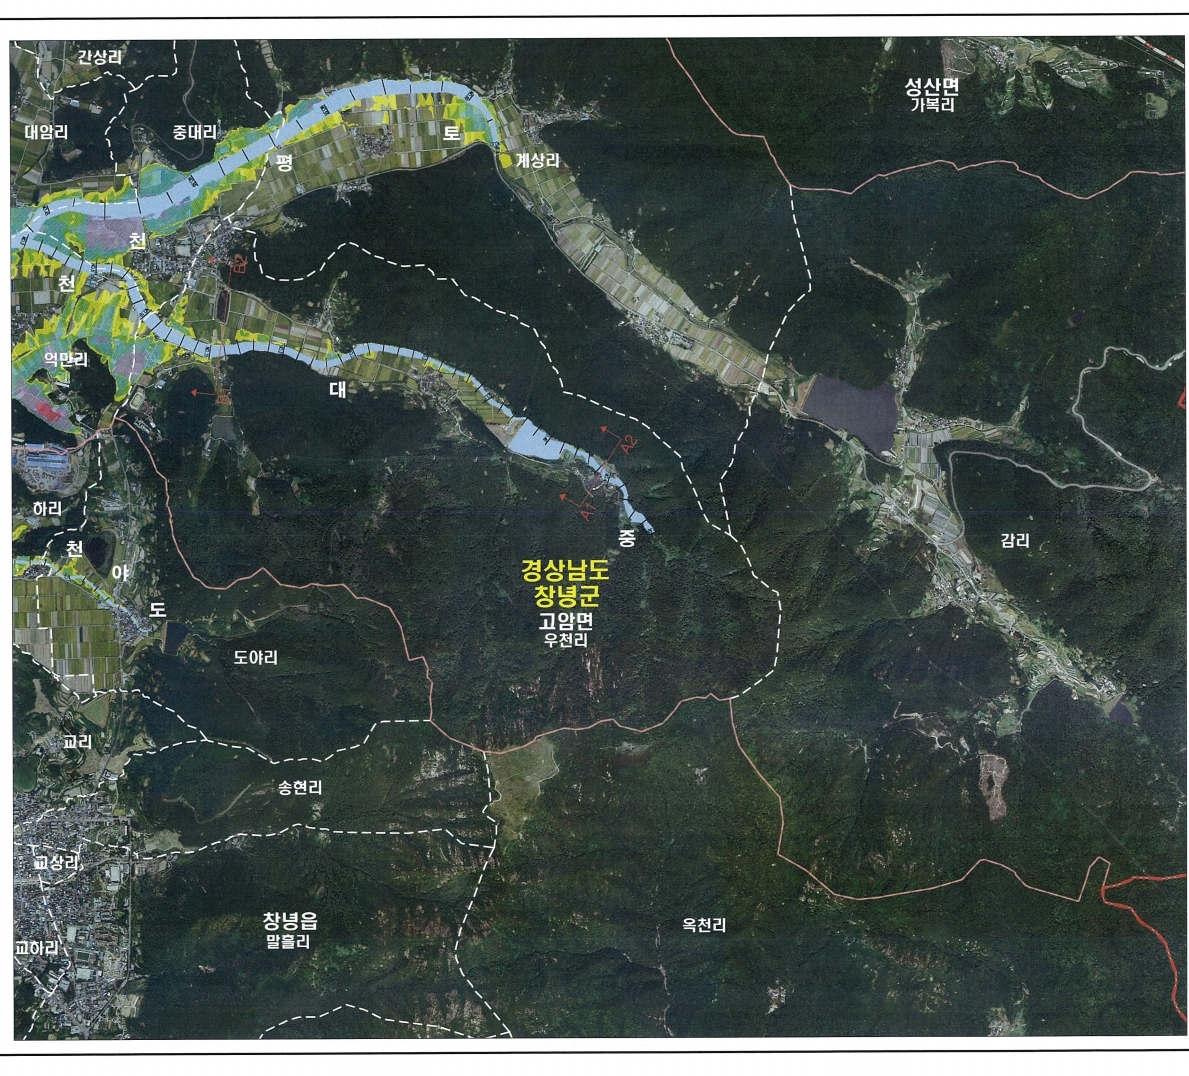 간상리
성산면
가복리
대암리
중대리
토
평
계상리
천
B2
천
억만리
대
A2
A1
하리
중
천
감리
야
경상남도
창녕군
도
고암면
우천리
도야리
교리
송현리
교상리
창녕읍
말흘리
옥천리
교하리